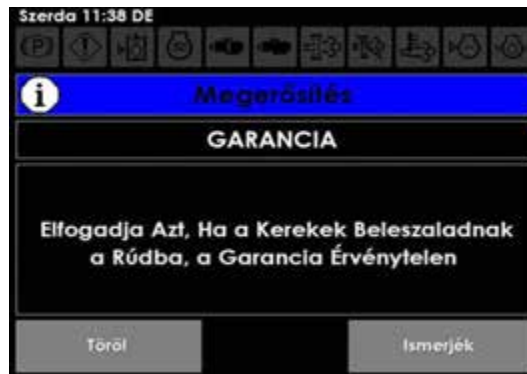 Szerda 11:38 DE
Megerősítés
GARANCIA
Elfogadja Azt, Ha a Kerekek Beleszaladnak
a Rúdba, a Garancia Érvénytelen
Töröl
Ismerjék